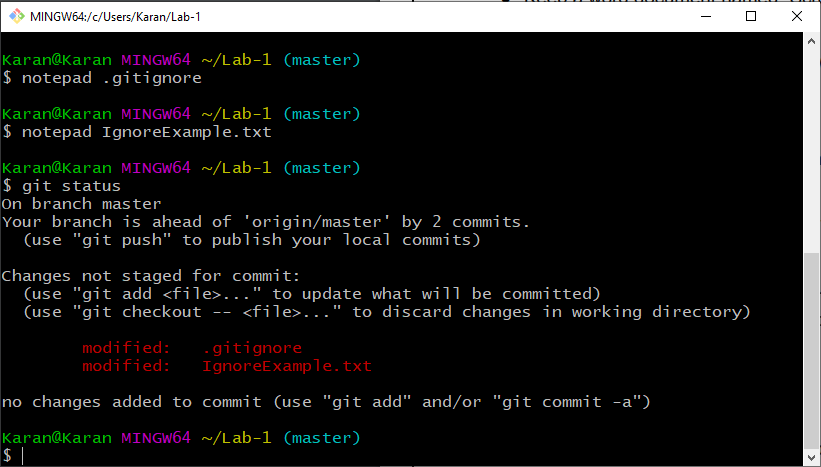 MINGW64:/c/Users/Karan/Lab-1
Karan@Karan MINGW64 ~/Lab-1 (master)
$ notepad .gitignore
Karan@Karan MINGW64 ~/Lab-1 (master)
$ notepad IgnoreExample.txt
Karan@Karan MINGW64 ~/Lab-1 (master)
$ git status
On branch master
Your branch is ahead of 'origin/master' by 2 commits.
  (use "git push" to publish your local commits)
Changes not staged for commit:
  (use "git add <file>..." to update what will be committed)
  (use "git checkout -- <file>..." to discard changes in working directory)
        modified:   .gitignore
        modified:   IgnoreExample.txt
no changes added to commit (use "git add" and/or "git commit -a")
Karan@Karan MINGW64 ~/Lab-1 (master)
$